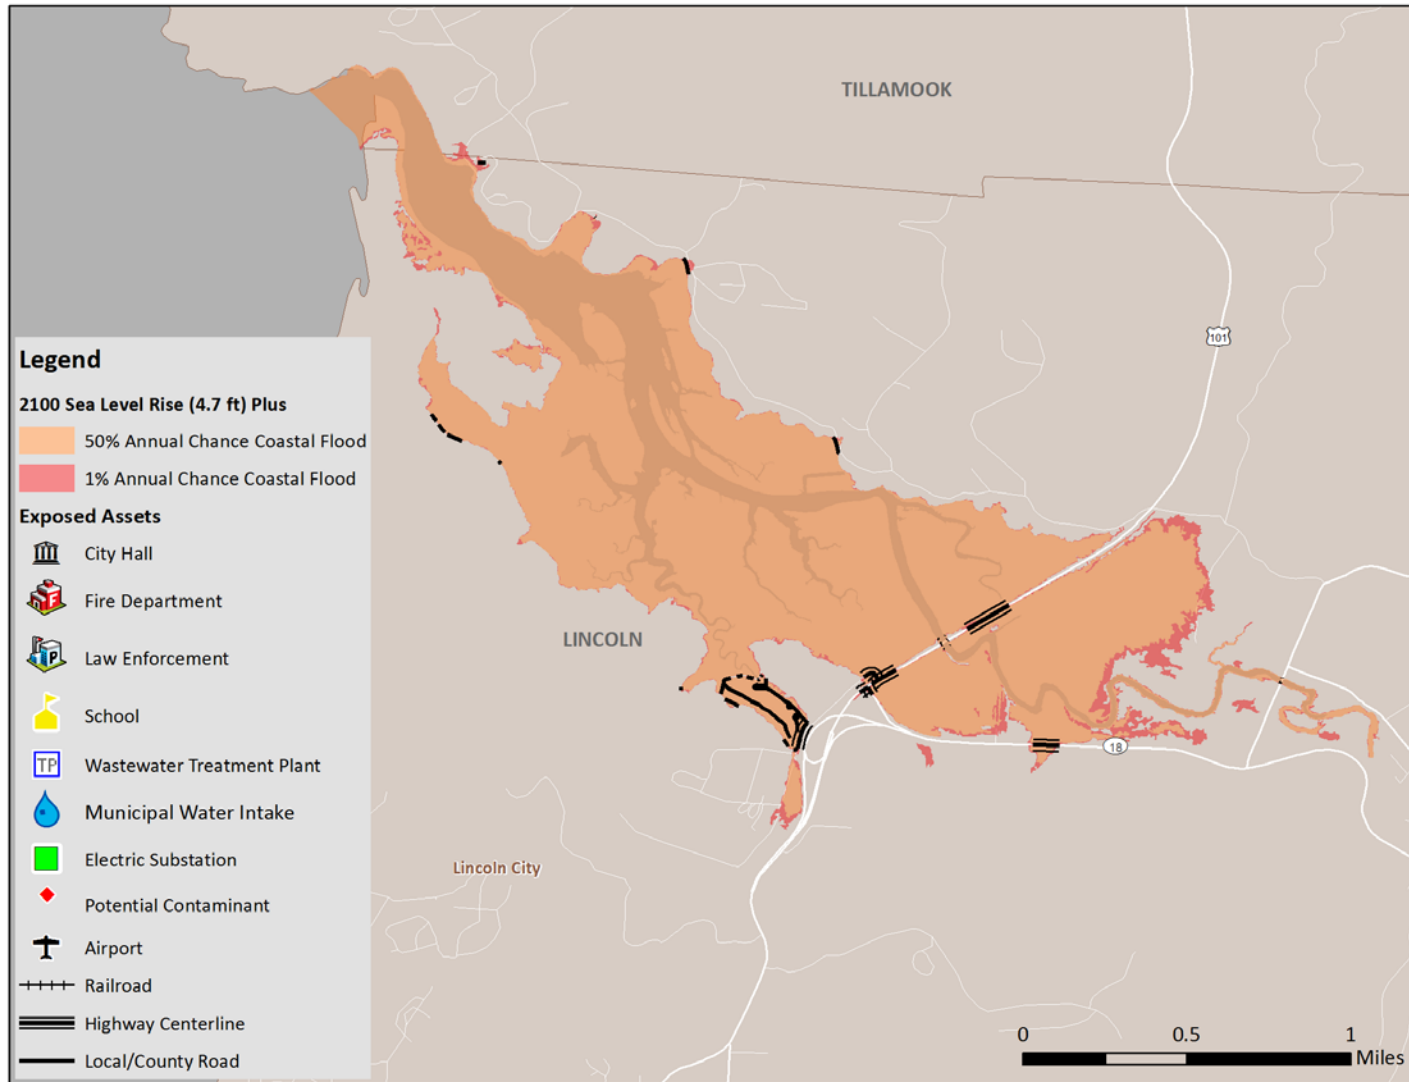 TILLAMOOK
101
Legend
2100 Sea Level Rise (4.7 ft) Plus
50% Annual Chance Coastal Flood
1% Annual Chance Coastal Flood
Exposed Assets
City Hall
F
Fire Department
P
Law Enforcement
School
TP
Wastewater Treatment Plant
Municipal Water Intake
Electric Substation
Potential Contaminant
Airport
Railroad
Highway Centerline
Local/County Road
LINCOLN
18
Lincoln City
0 0.5 1
Miles